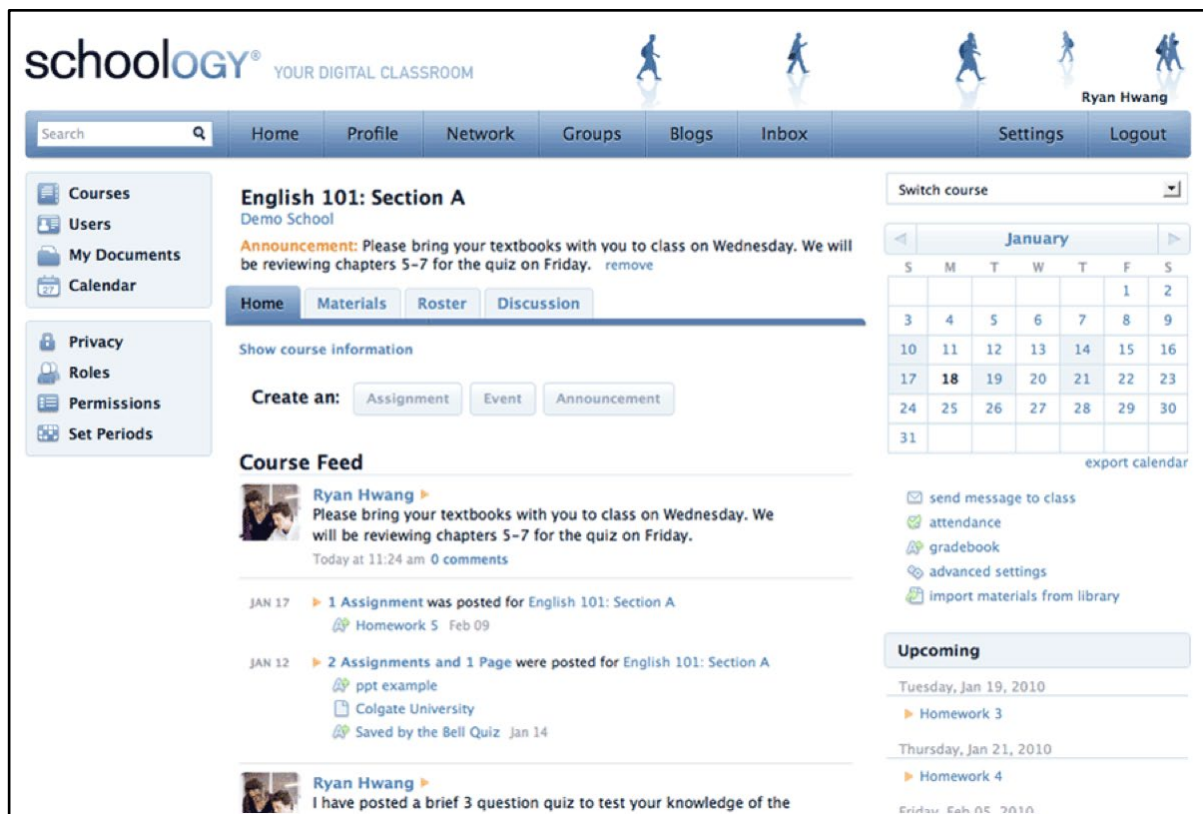 schoology® YOUR DIGITAL CLASSROOM
Ryan Hwang
Search Home Profile Network Groups Blogs Inbox Settings Logout
Courses
Users
My Documents
27 Calendar
Privacy
Roles
Permissions
Set Periods
English 101: Section A
Demo School
Announcement: Please bring your textbooks with you to class on Wednesday. We will
be reviewing chapters 5-7 for the quiz on Friday. remove
Home Materials Roster Discussion
Show course information
Create an: Assignment Event Announcement
Course Feed
Ryan Hwang
Please bring your textbooks with you to class on Wednesday. We
will be reviewing chapters 5-7 for the quiz on Friday.
Today at 11:24 am 0 comments
JAN 17 1 Assignment was posted for English 101: Section A
Homework 5 Feb 09
JAN 12 2 Assignments and 1 Page were posted for English 101: Section A
ppt example
Colgate University
Saved by the Bell Quiz Jan 14
Ryan Hwang
I have posted a brief 3 question quiz to test your knowledge of the
Switch course
January
S M T W T F S
1 2
3 4 5 6 7 8 9
10 11 12 13 14 15 16
17 18 19 20 21 22 23
24 25 26 27 28 29 30
31
export calendar
send message to class
attendance
gradebook
advanced settings
import materials from library
Upcoming
Tuesday, Jan 19, 2010
Homework 3
Thursday, Jan 21, 2010
Homework 4
Friday, Feb 05, 2010